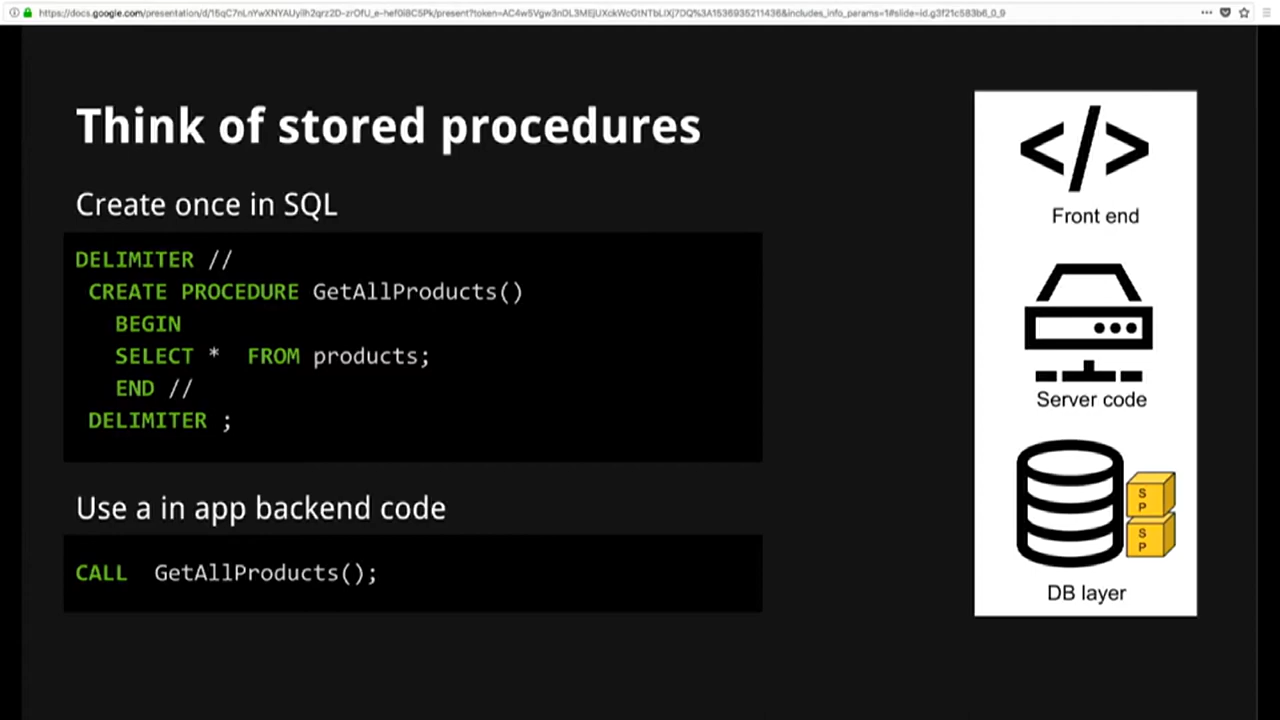 Think of stored procedures
Create once in SQL
DELIMITER //
CREATE PROCEDURE GetAllProducts()
BEGIN
SELECT * FROM products;
END //
DELIMITER ;
Use a in app backend code
CALL GetAllProducts();
</>
Front end
Server code
S
P
S
P
DB layer